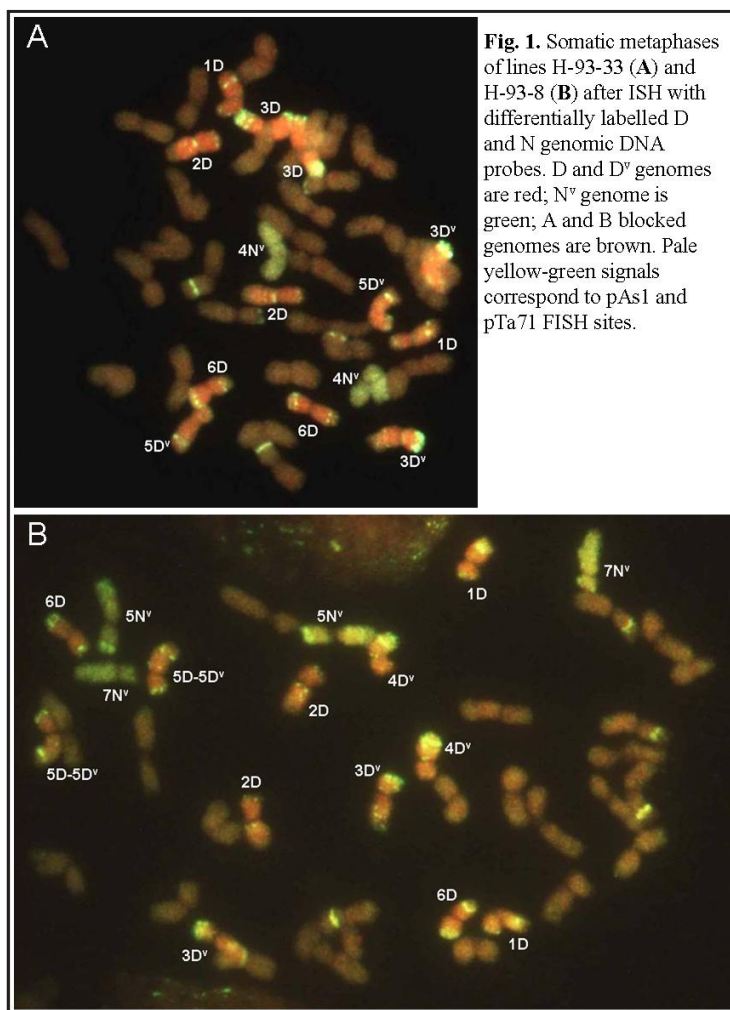 A
Fig. 1. Somatic metaphases
of lines H-93-33 (A) and
H-93-8 (B) after ISH with
differentially labelled D
and N genomic DNA
probes. D and Dᵛ genomes
are red; Nᵛ genome is
green; A and B blocked
genomes are brown. Pale
yellow-green signals
correspond to pAs1 and
pTa71 FISH sites.
1D
3D
2D
3D
3Dᵛ
4Nᵛ
5Dᵛ
2D
1D
6D
4Nᵛ
6D
5Dᵛ
3Dᵛ
B
1D
7Nᵛ
6D
5Nᵛ
5Nᵛ
7Nᵛ
5D-5Dᵛ
4Dᵛ
2D
5D-5Dᵛ
4Dᵛ
3Dᵛ
2D
6D
1D
3Dᵛ